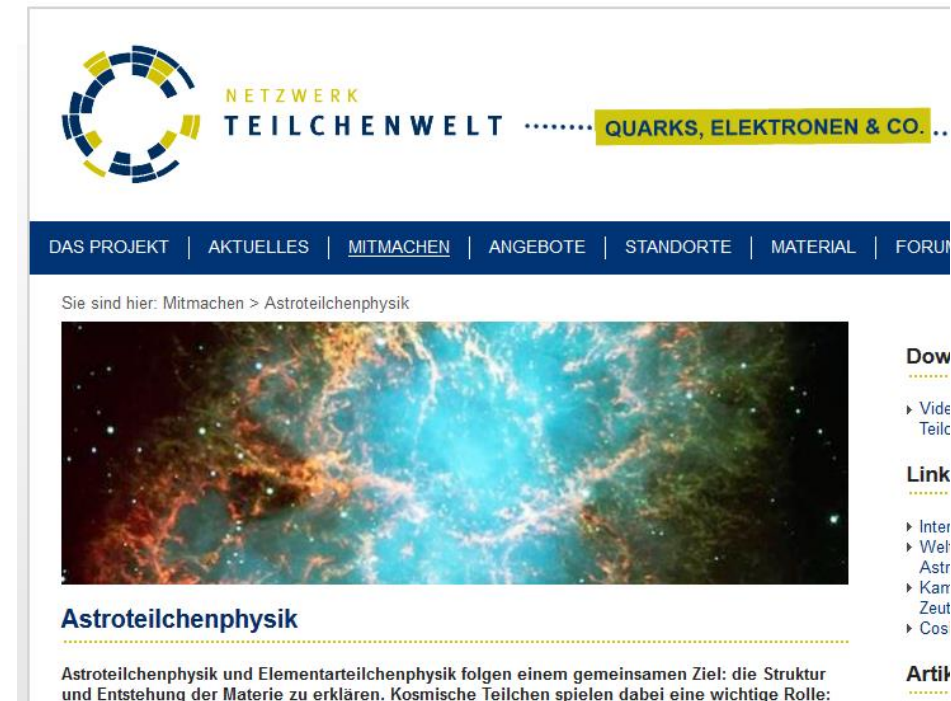 NETZWERK
TEILCHENWELT
QUARKS, ELEKTRONEN & CO.
DAS PROJEKT | AKTUELLES | MITMACHEN | ANGEBOTE | STANDORTE | MATERIAL |
Sie sind hier: Mitmachen > Astroteilchenphysik
Astroteilchenphysik
Astroteilchenphysik und Elementarteilchenphysik folgen einem gemeinsamen Ziel: die Struktur
und Entstehung der Materie zu erklären. Kosmische Teilchen spielen dabei eine wichtige Rolle: